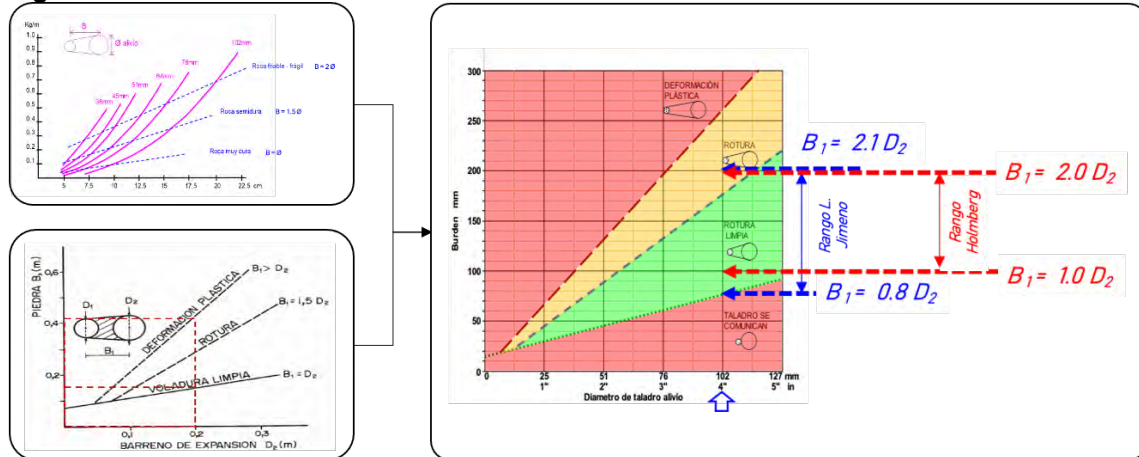 Kg/m
1.0
0.9
0.8
0.7
0.6
0.5
0.4
0.3
0.2
0.1
B
Ø alivio
38mm
45mm
51mm
64mm
76mm
102mm
Roca friable - frágil B = 2Ø
Roca semidura B = 1.5Ø
Roca muy dura B = Ø
5 7.5 10 12.5 15 17.5 20 22.5 cm
PIEDRA B₁(m.)
0,6
0,4
0,2
D₁ D₂
B₁
DEFORMACION PLASTICA
B₁> D₂
ROTURA
B₁=1,5 D₂
VOLADURA LIMPIA
B₁=D₂
0,1 0,2 0,3
BARRENO DE EXPANSION D₂(m)
Burden mm
300
250
200
150
100
50
0
DEFORMACIÓN
PLÁSTICA
ROTURA
ROTURA
LIMPIA
TALADRO SE
COMUNICAN
0 25 51 76 102 127 mm
1" 2" 3" 4" 5" in
Diametro de taladro alivio
B₁ = 2.1 D₂
B₁ = 2.0 D₂
Rango L.
Jimeno
Rango
Holmberg
B₁ = 1.0 D₂
B₁ = 0.8 D₂